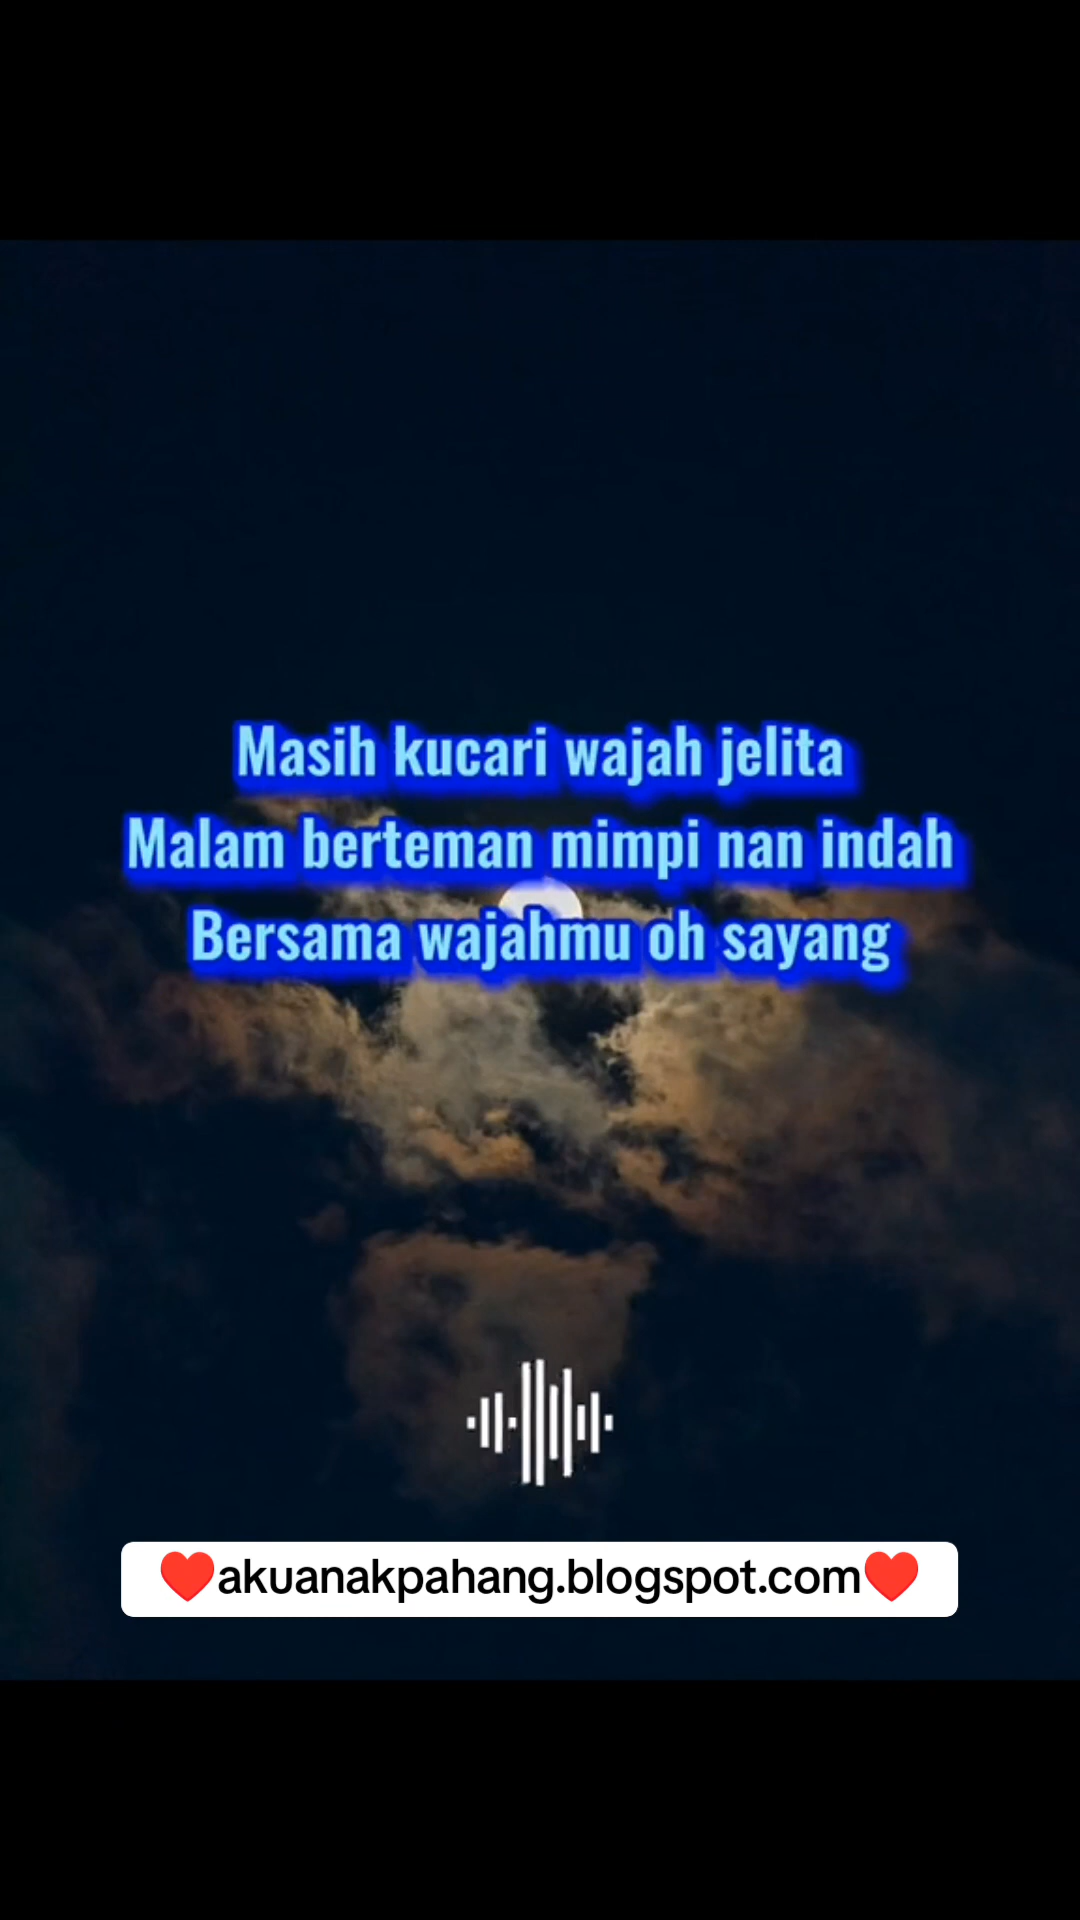 Masih kucari wajah jelita
Malam berteman mimpi nan indah
Bersama wajahmu oh sayang
❤️akuanakpahang.blogspot.com❤️